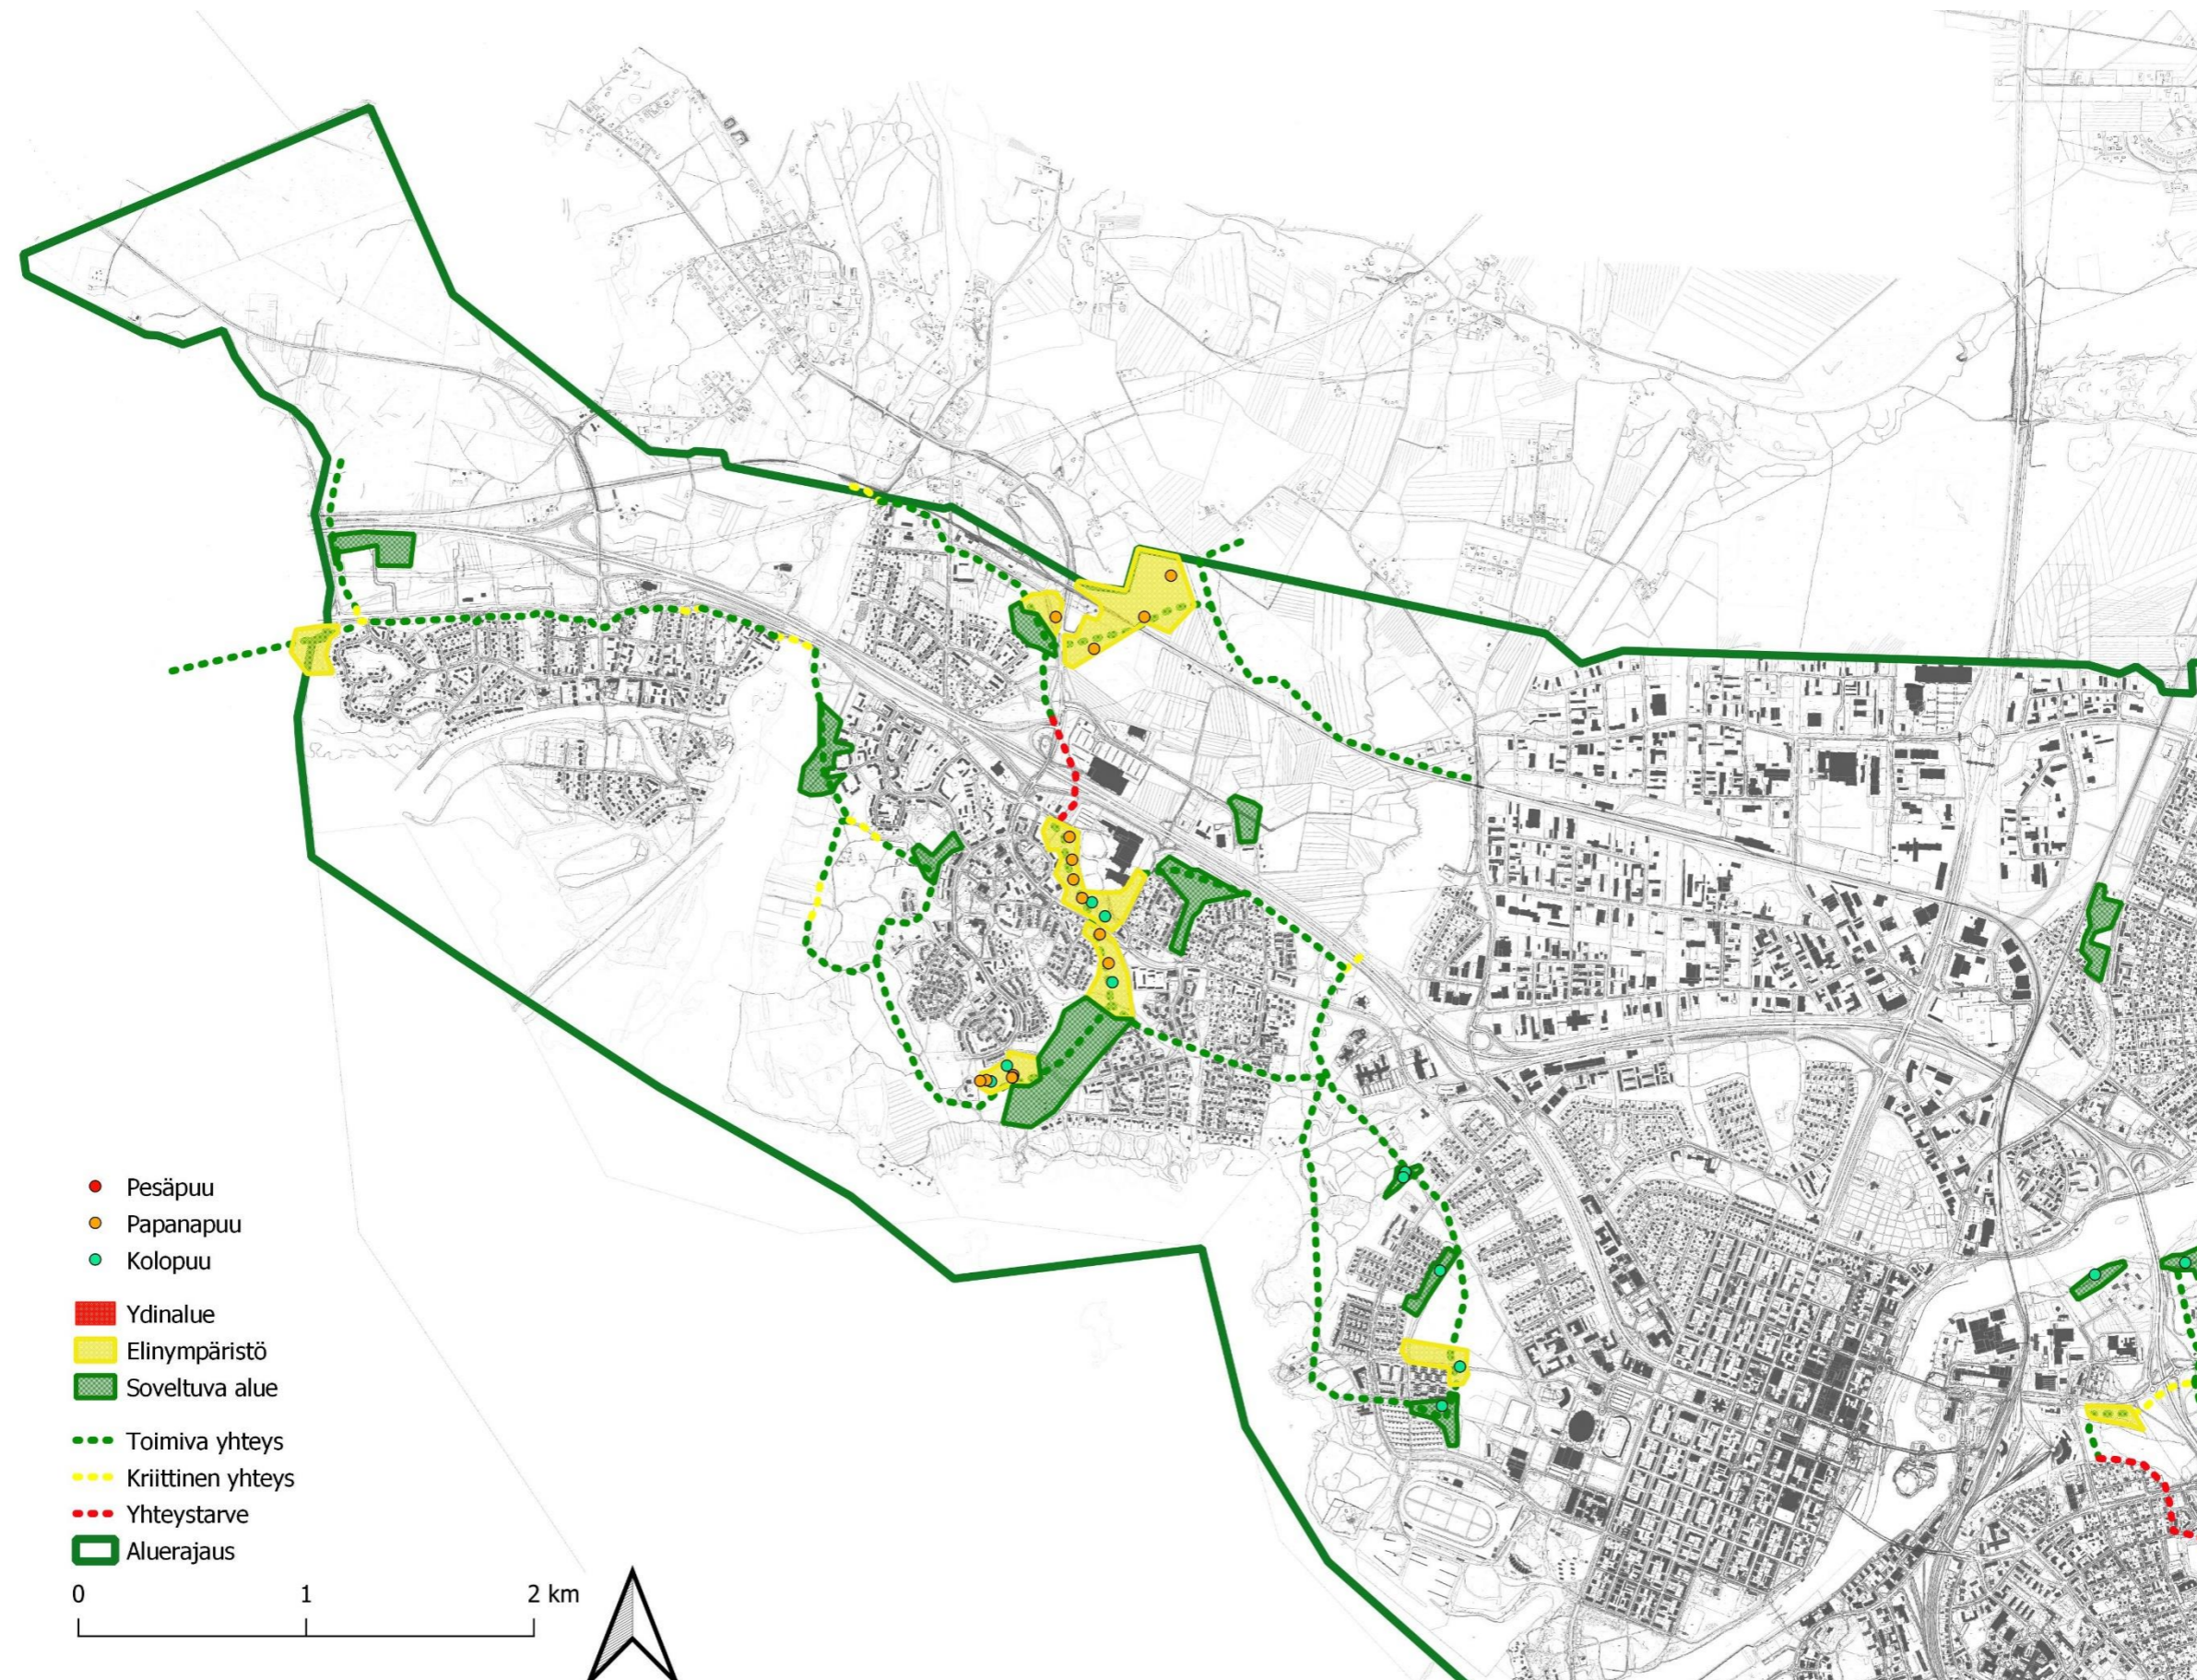 Pesäpuu
Papanapuu
Kolopuu
Ydinalue
Elinympäristö
Soveltuva alue
Toimiva yhteys
Kriittinen yhteys
Yhteystarve
Aluerajaus
0 1 2 km